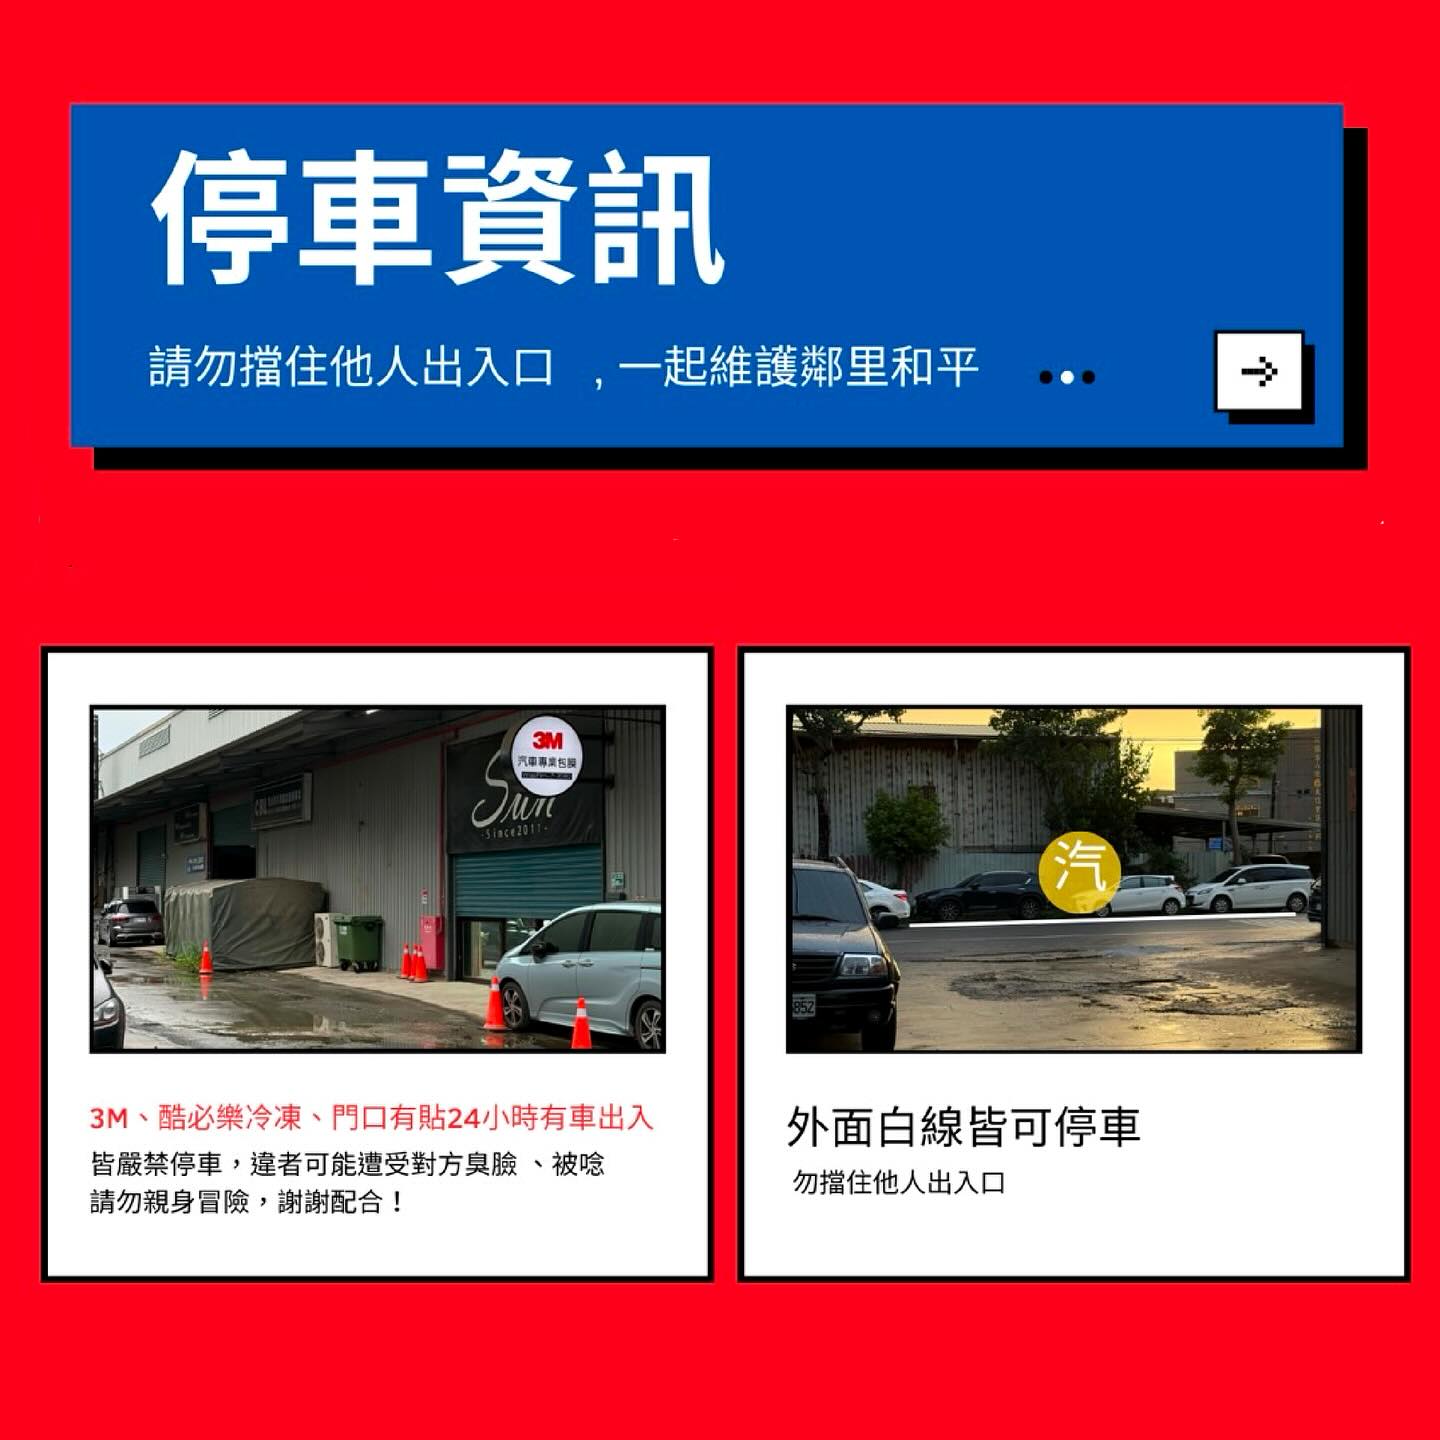 停車資訊
請勿擋住他人出入口 ，一起維護鄰里和平
3M
汽車專業包膜
Sun
-Since2011-
汽
3M、酷必樂冷凍、門口有貼24小時有車出入
皆嚴禁停車，違者可能遭受對方臭臉 、被唸
請勿親身冒險，謝謝配合！
外面白線皆可停車
勿擋住他人出入口